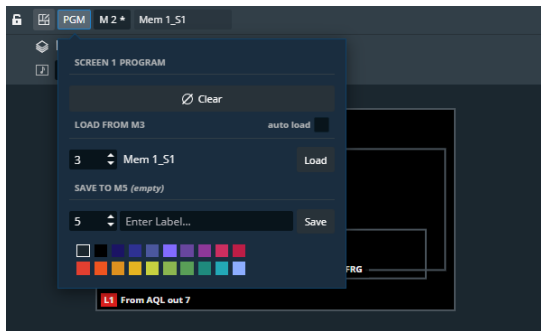 PGM M 2 * Mem 1_S1
SCREEN 1 PROGRAM
Clear
LOAD FROM M3 auto load
3 Mem 1_S1 Load
SAVE TO M5 (empty)
5 Enter Label... Save
FRG
L1 From AQL out 7